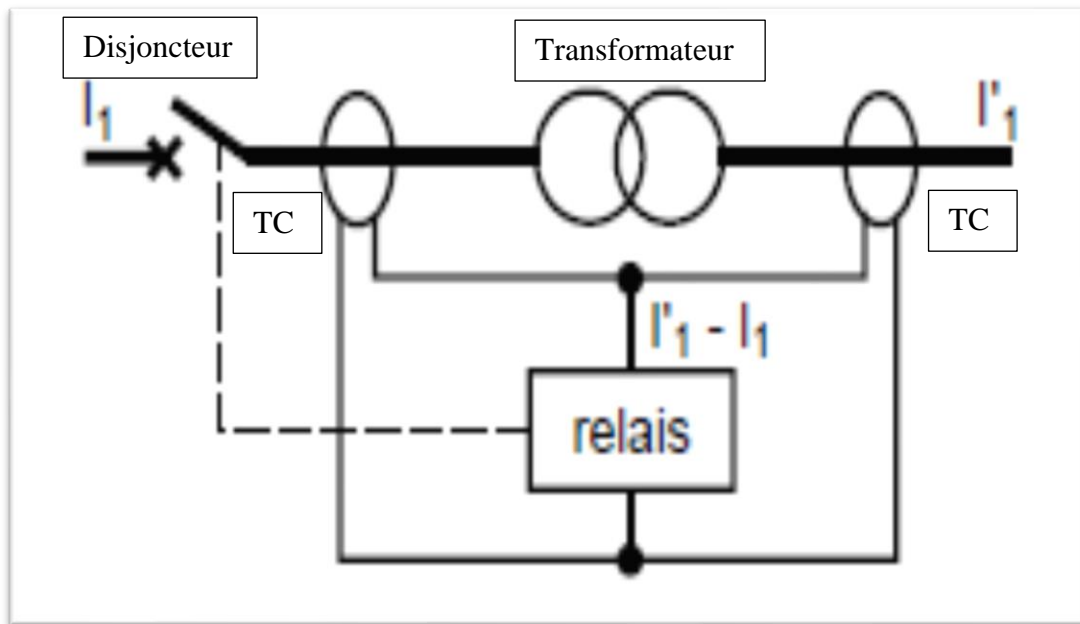 Disjoncteur
Transformateur
I₁
I'₁
TC
TC
I'₁ - I₁
relais